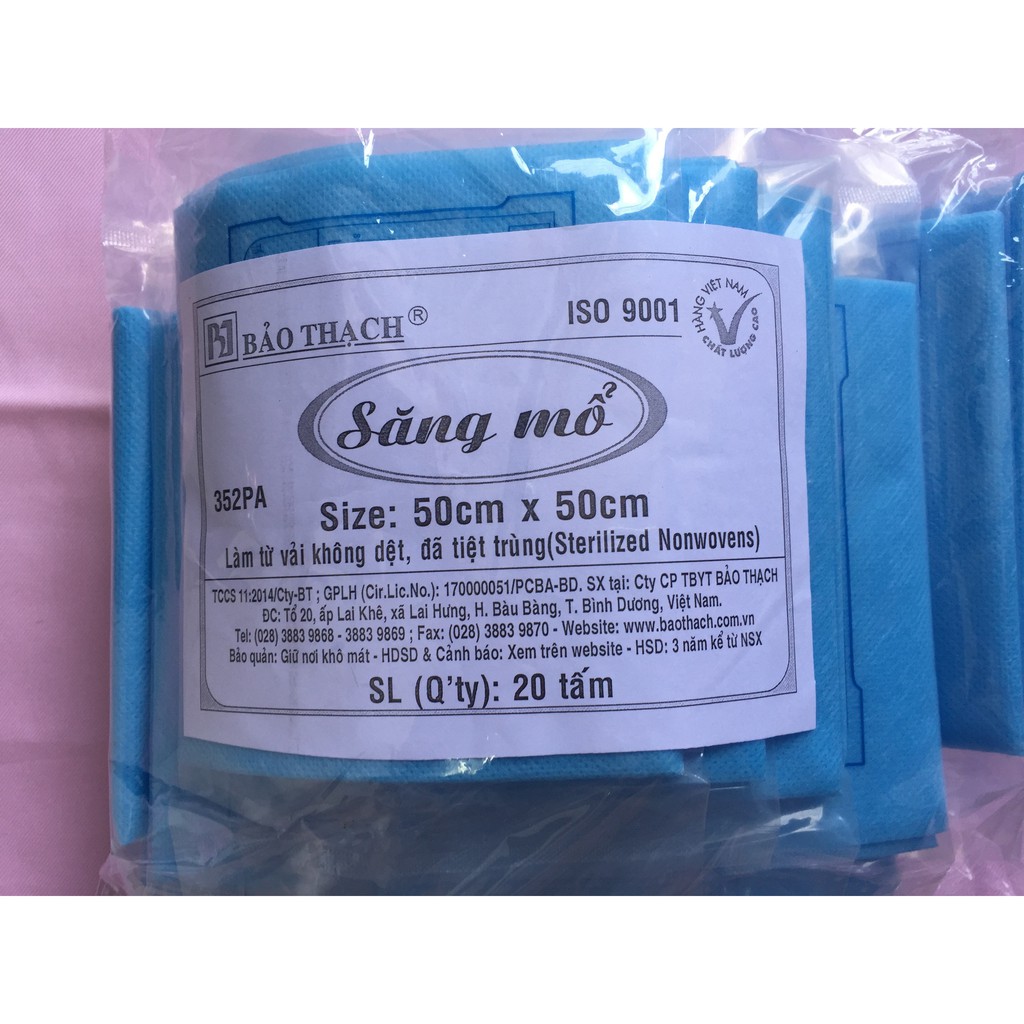 BẢO THẠCH®
ISO 9001
HÀNG VIỆT NAM
CHẤT LƯỢNG CAO
Săng mổ
352PA
Size: 50cm x 50cm
Làm từ vải không dệt, đã tiệt trùng(Sterilized Nonwovens)
TCCS 11:2014/Cty-BT ; GPLH (Cir.Lic.No.): 170000051/PCBA-BD. SX tại: Cty CP TBYT BẢO THẠCH
ĐC: Tổ 20, ấp Lai Khê, xã Lai Hưng, H. Bàu Bàng, T. Bình Dương, Việt Nam.
Tel: (028) 3883 9868 - 3883 9869 ; Fax: (028) 3883 9870 - Website: www.baothach.com.vn
Bảo quản: Giữ nơi khô mát - HDSD & Cảnh báo: Xem trên website - HSD: 3 năm kể từ NSX
SL (Q'ty): 20 tấm